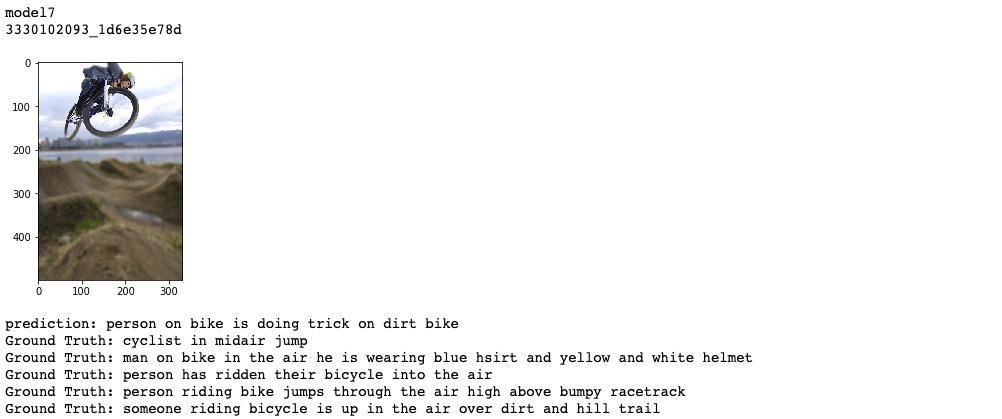 model7
3330102093_1d6e35e78d
0
100
200
300
400
0 100 200 300
prediction: person on bike is doing trick on dirt bike
Ground Truth: cyclist in midair jump
Ground Truth: man on bike in the air he is wearing blue hsirt and yellow and white helmet
Ground Truth: person has ridden their bicycle into the air
Ground Truth: person riding bike jumps through the air high above bumpy racetrack
Ground Truth: someone riding bicycle is up in the air over dirt and hill trail